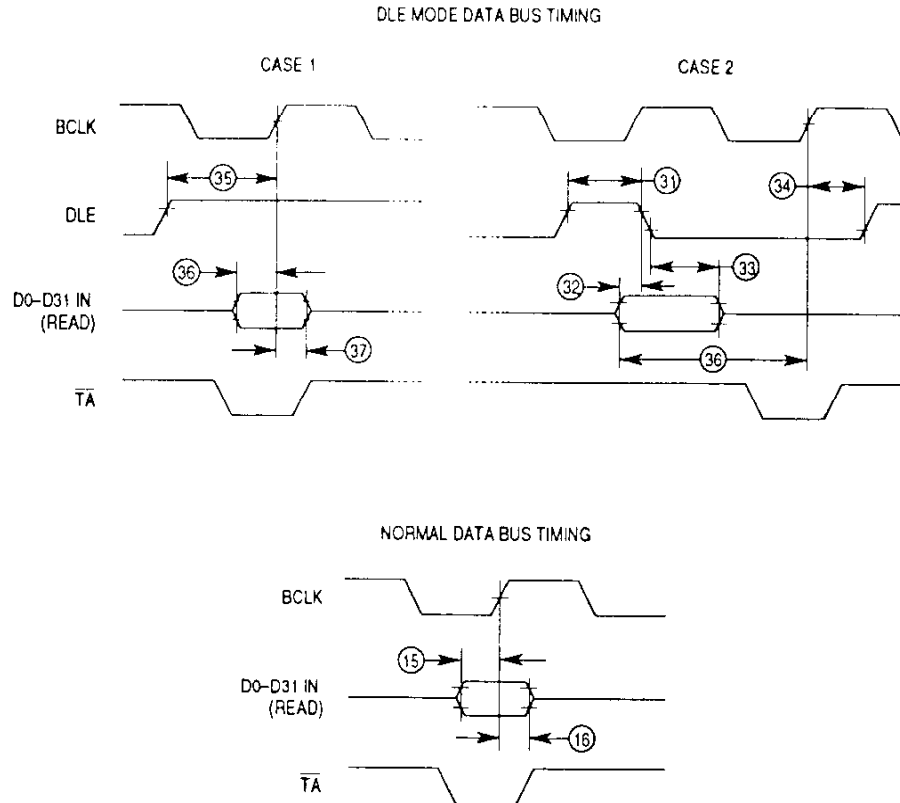 DLE MODE DATA BUS TIMING
CASE 1
CASE 2
BCLK
35
31
34
DLE
36
32
33
D0–D31 IN
(READ)
37
36
TA
NORMAL DATA BUS TIMING
BCLK
15
D0–D31 IN
(READ)
16
TA